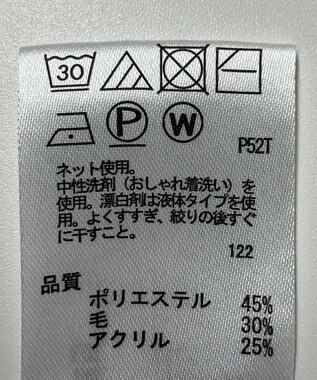 30
P W P52T
ネット使用。
中性洗剤（おしゃれ着洗い）を
使用。漂白剤は液体タイプを使
用。よくすすぎ、絞りの後すぐ
に干すこと。
122
品質
ポリエステル 45%
毛 30%
アクリル 25%